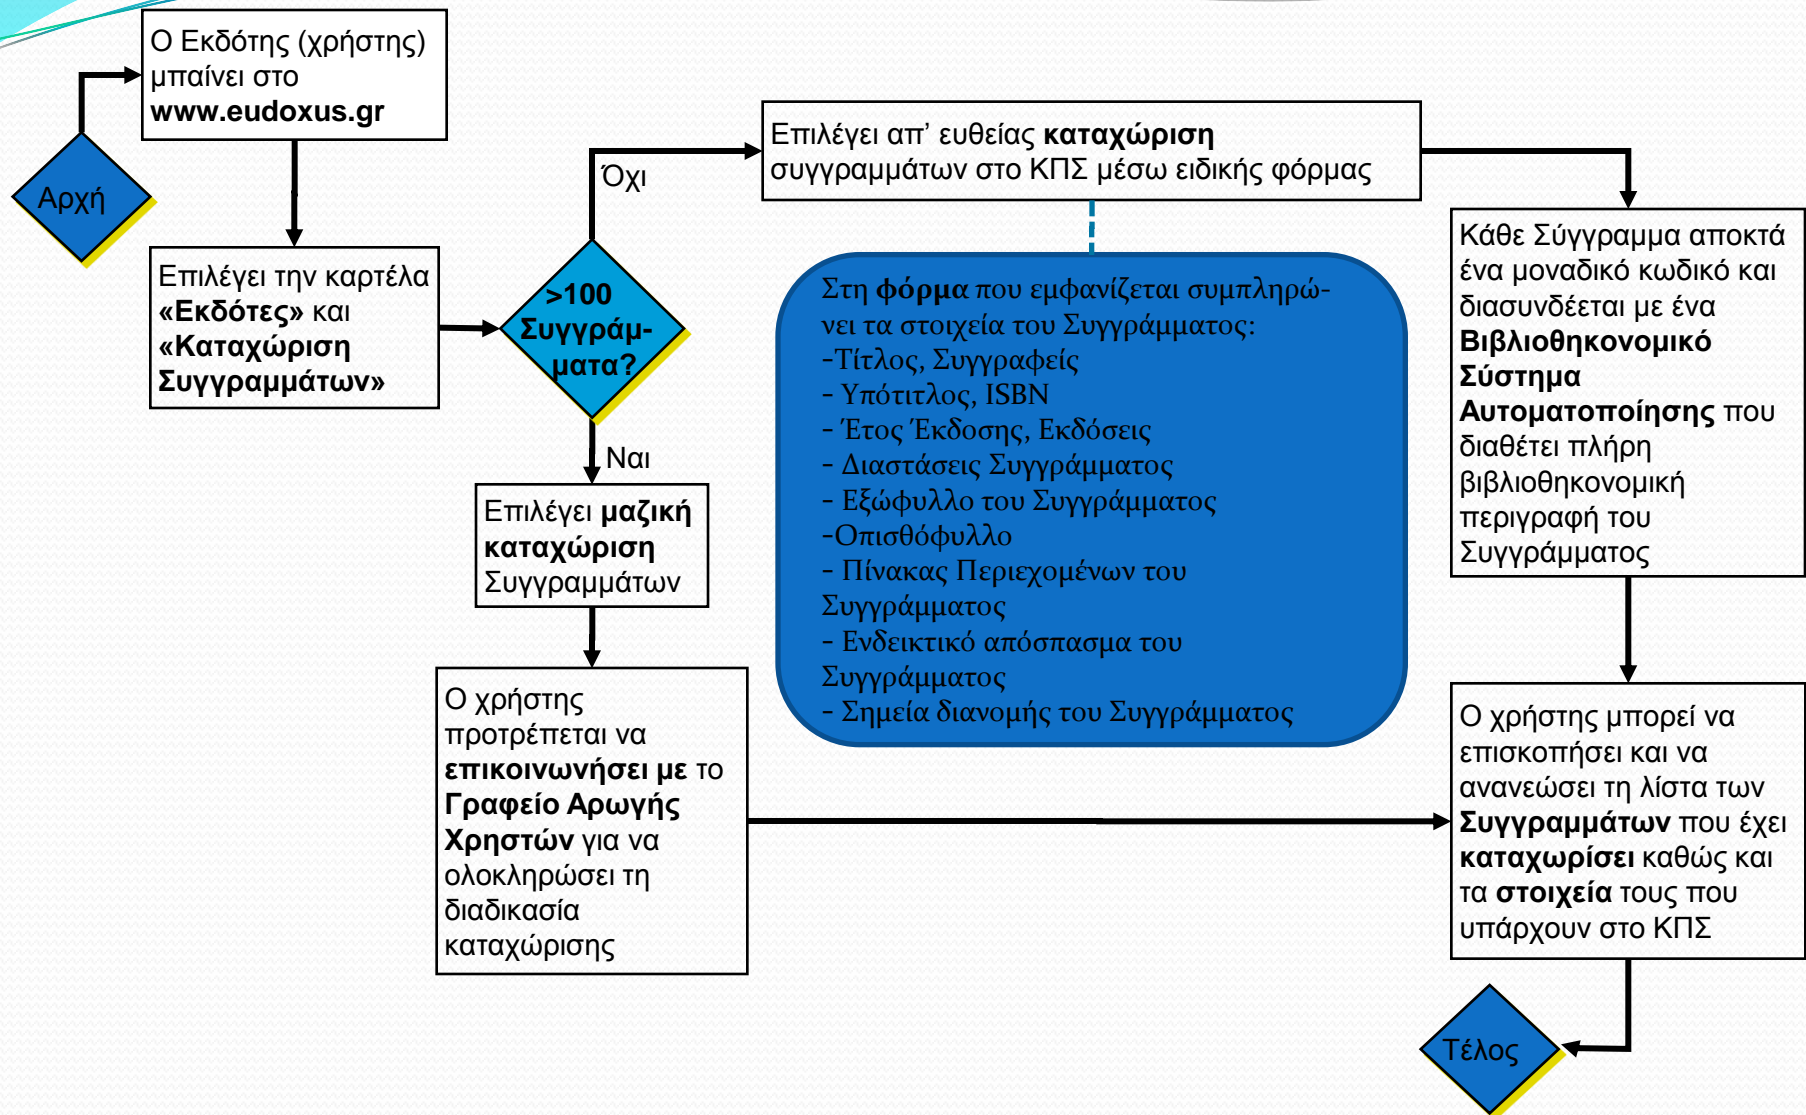 Ο Εκδότης (χρήστης)
μπαίνει στο
www.eudoxus.gr
Αρχή
Επιλέγει την καρτέλα
«Εκδότες» και
«Καταχώριση
Συγγραμμάτων»
>100
Συγγράμ-
ματα?
Όχι
Επιλέγει απ’ ευθείας καταχώριση
συγγραμμάτων στο ΚΠΣ μέσω ειδικής φόρμας
Στη φόρμα που εμφανίζεται συμπληρώ-
νει τα στοιχεία του Συγγράμματος:
-Τίτλος, Συγγραφείς
- Υπότιτλος, ISBN
- Έτος Έκδοσης, Εκδόσεις
- Διαστάσεις Συγγράμματος
- Εξώφυλλο του Συγγράμματος
-Οπισθόφυλλο
- Πίνακας Περιεχομένων του
Συγγράμματος
- Ενδεικτικό απόσπασμα του
Συγγράμματος
- Σημεία διανομής του Συγγράμματος
Κάθε Σύγγραμμα αποκτά
ένα μοναδικό κωδικό και
διασυνδέεται με ένα
Βιβλιοθηκονομικό
Σύστημα
Αυτοματοποίησης που
διαθέτει πλήρη
βιβλιοθηκονομική
περιγραφή του
Συγγράμματος
Ναι
Επιλέγει μαζική
καταχώριση
Συγγραμμάτων
Ο χρήστης
προτρέπεται να
επικοινωνήσει με το
Γραφείο Αρωγής
Χρηστών για να
ολοκληρώσει τη
διαδικασία
καταχώρισης
Ο χρήστης μπορεί να
επισκοπήσει και να
ανανεώσει τη λίστα των
Συγγραμμάτων που έχει
καταχωρίσει καθώς και
τα στοιχεία τους που
υπάρχουν στο ΚΠΣ
Τέλος